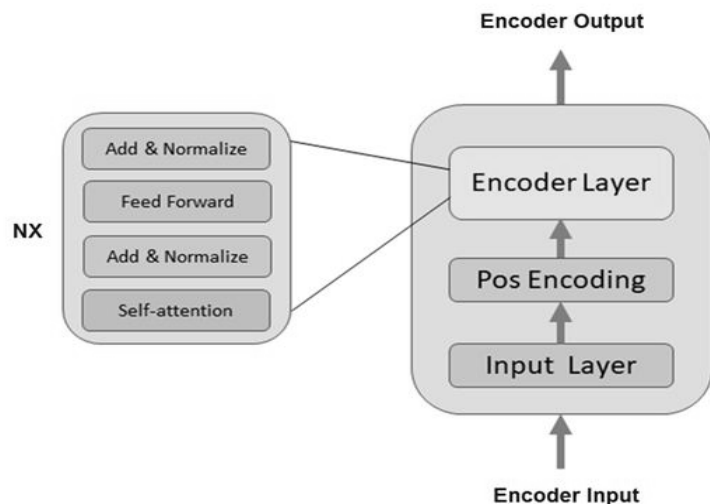 Encoder Output
Add & Normalize
Feed Forward
NX
Add & Normalize
Self-attention
Encoder Layer
Pos Encoding
Input Layer
Encoder Input